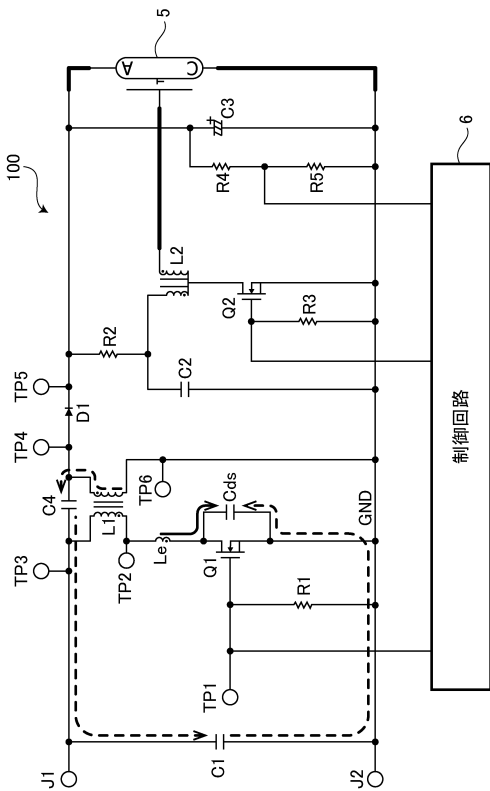 100
5
A
C
T
J1
TP3
C4
TP4
TP5
D1
R2
L1
TP2
TP6
Le
Cds
Q1
R1
TP1
C1
GND
J2
C2
L2
Q2
R3
R4
R5
C3
+
6
制御回路